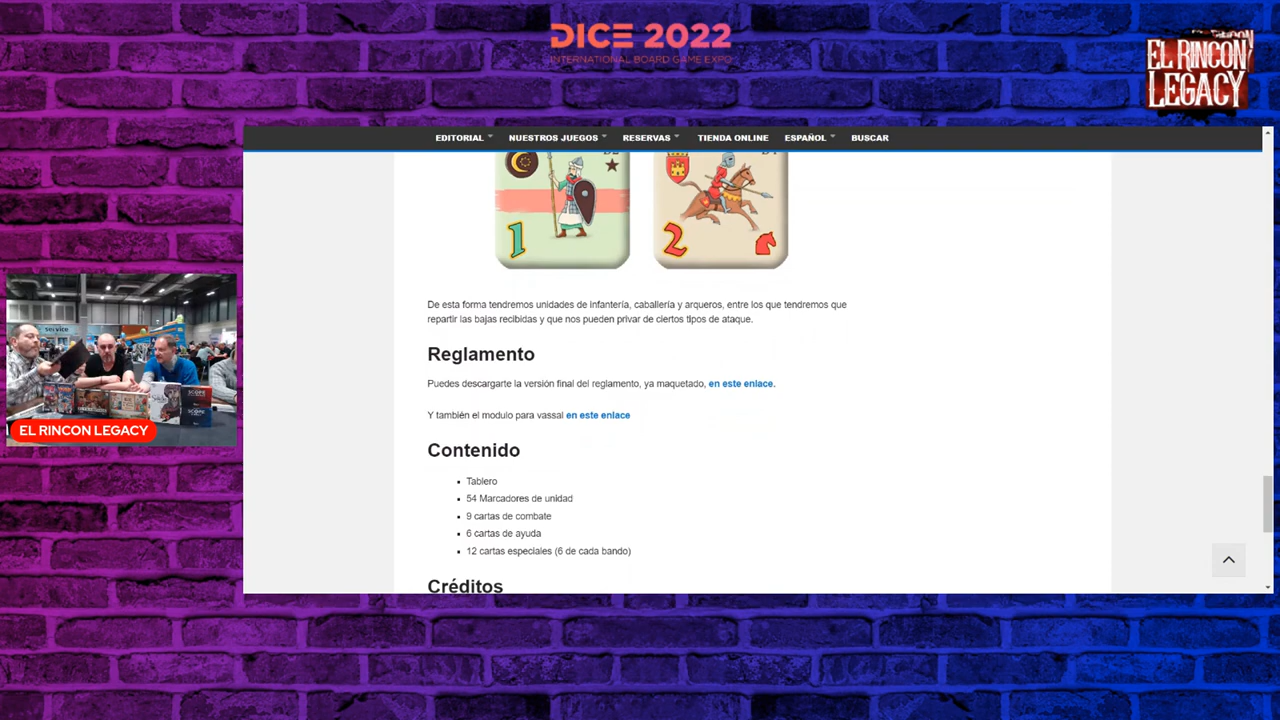 DICE 2022
INTERNATIONAL BOARD GAME EXPO
EL RINCON
LEGACY
EDITORIAL NUESTROS JUEGOS RESERVAS TIENDA ONLINE ESPAÑOL BUSCAR
1
2
De esta forma tendremos unidades de infantería, caballería y arqueros, entre los que tendremos que
repartir las bajas recibidas y que nos pueden privar de ciertos tipos de ataque.
Reglamento
Puedes descargarte la versión final del reglamento, ya maquetado, en este enlace.
Y también el modulo para vassal en este enlace
Contenido
Tablero
54 Marcadores de unidad
9 cartas de combate
6 cartas de ayuda
12 cartas especiales (6 de cada bando)
Créditos
service
EL RINCON LEGACY